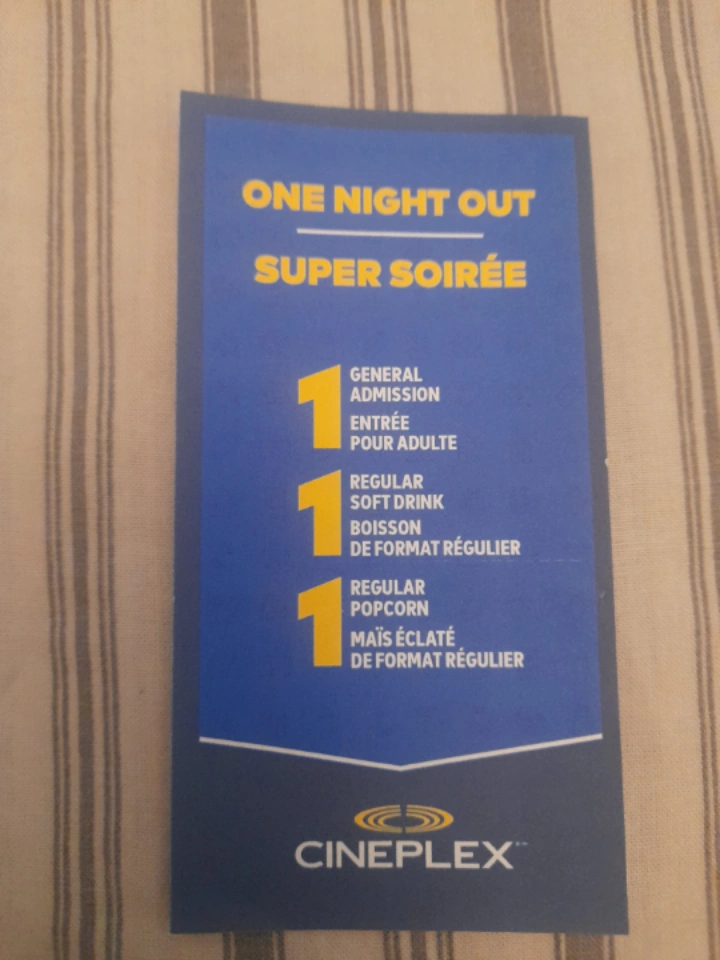 ONE NIGHT OUT
SUPER SOIRÉE
1 GENERAL
ADMISSION
ENTRÉE
POUR ADULTE
1 REGULAR
SOFT DRINK
BOISSON
DE FORMAT RÉGULIER
1 REGULAR
POPCORN
MAÏS ÉCLATÉ
DE FORMAT RÉGULIER
CINEPLEX